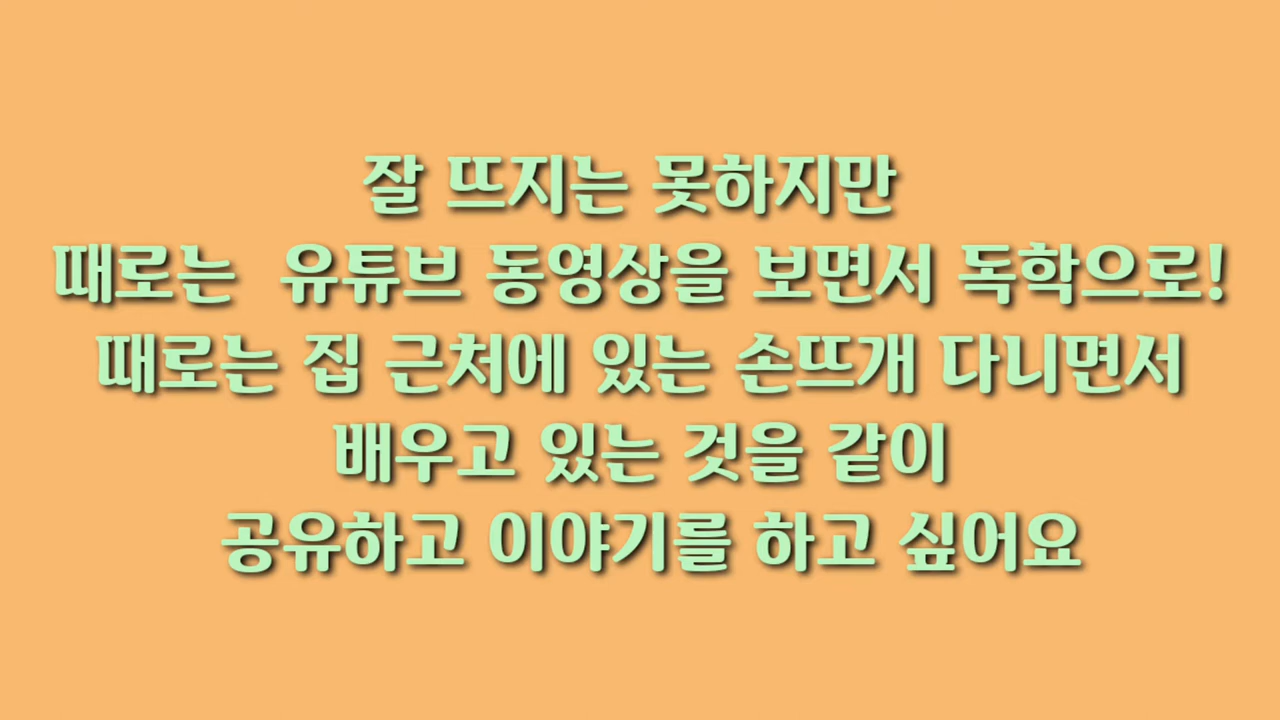 잘 뜨지는 못하지만
때로는 유튜브 동영상을 보면서 독학으로!
때로는 집 근처에 있는 손뜨개 다니면서
배우고 있는 것을 같이
공유하고 이야기를 하고 싶어요